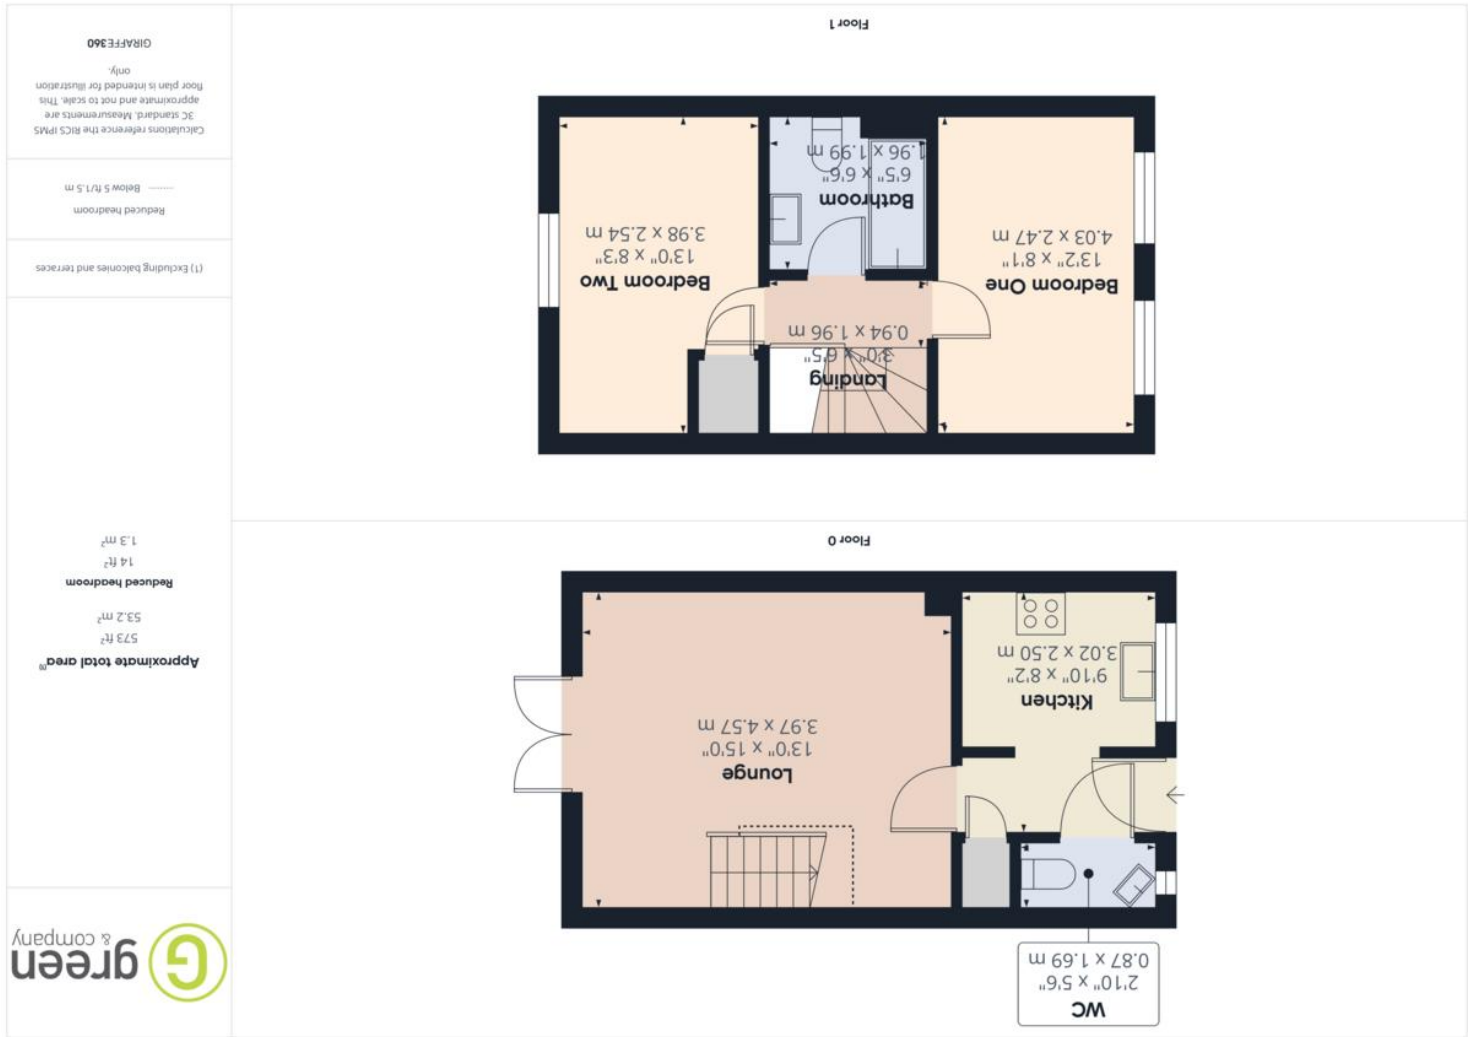 green
& company
Approximate total area⁽¹⁾
573 ft²
53.2 m²
Reduced headroom
14 ft²
1.3 m²
(1) Excluding balconies and terraces
Reduced headroom
Below 5 ft/1.5 m
Calculations reference the RICS IPMS
3C standard. Measurements are
approximate and not to scale. This
floor plan is intended for illustration
only.
GIRAFFE360
WC
2'10" x 5'6"
0.87 x 1.69 m
Kitchen
9'10" x 8'2"
3.02 x 2.50 m
Lounge
13'0" x 15'0"
3.97 x 4.57 m
Floor 0
Landing
3'0" x 6'5"
0.94 x 1.96 m
Bedroom One
13'2" x 8'1"
4.03 x 2.47 m
Bedroom Two
13'0" x 8'3"
3.98 x 2.54 m
Bathroom
6'5" x 6'6"
1.96 x 1.99 m
Floor 1